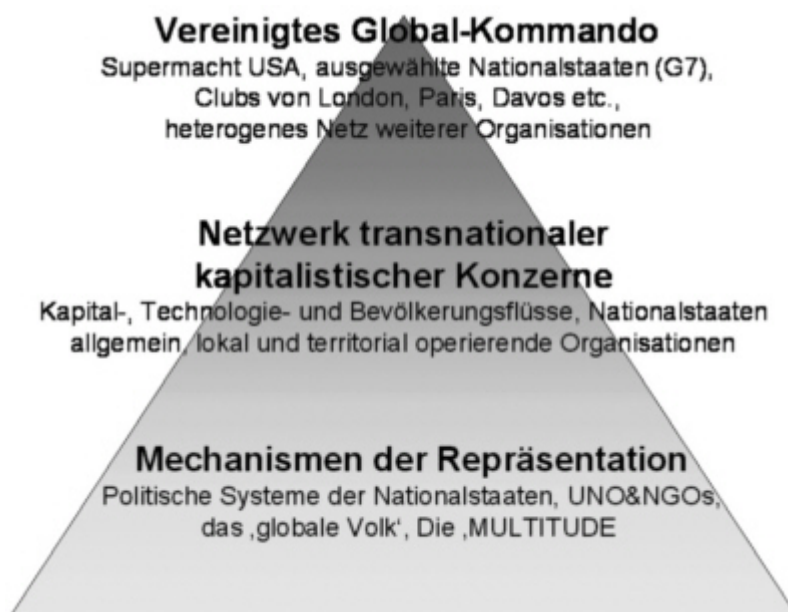 Vereinigtes Global-Kommando
Supermacht USA, ausgewählte Nationalstaaten (G7),
Clubs von London, Paris, Davos etc.,
heterogenes Netz weiterer Organisationen
Netzwerk transnationaler
kapitalistischer Konzerne
Kapital-, Technologie- und Bevölkerungsflüsse, Nationalstaaten
allgemein, lokal und territorial operierende Organisationen
Mechanismen der Repräsentation
Politische Systeme der Nationalstaaten, UNO&NGOs,
das ‚globale Volk‘, Die ‚MULTITUDE